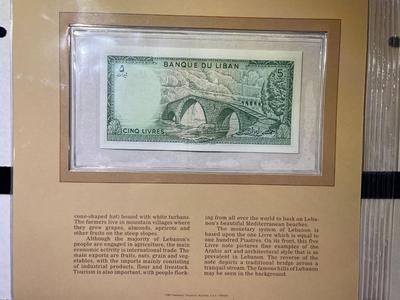 BANQUE DU LIBAN
5
CINQ LIVRES
cone-shaped hat) bound with white turbans.
The farmers live in mountain villages where
they grow grapes, almonds, apricots and
other fruits on the steep slopes.
Although the majority of Lebanon's
people are engaged in agriculture, the main
economic activity is international trade. The
main exports are fruits, nuts, grain and veg-
etables, with the imports mainly consisting
of industrial products, floor and livestock.
Tourism is also important, with people flock-
ing from all over the world to bask on Leba-
non's beautiful Mediterranean beaches.
The monetary system of Lebanon is
based upon the one Livre which is equal to
one hundred Piastres. On its front, this five
Livre note pictures fine examples of the
Arabic art and architectural style that is so
prevalent in Lebanon. The reverse of the
note depicts a traditional bridge across a
tranquil stream. The famous hills of Lebanon
may be seen in the background.